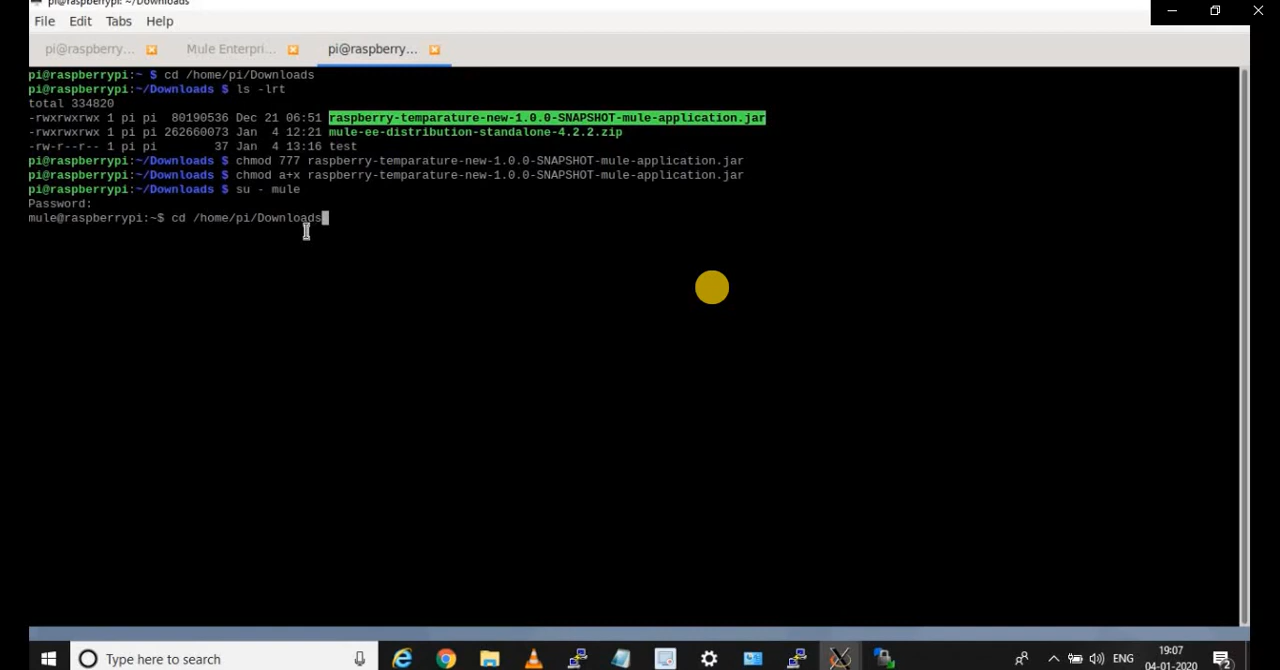 pi@raspberrypi: ~/Downloads
File Edit Tabs Help
pi@raspberry... Mule Enterpri... pi@raspberry...
pi@raspberrypi:~ $ cd /home/pi/Downloads
pi@raspberrypi:~/Downloads $ ls -lrt
total 334820
-rwxrwxrwx 1 pi pi  80190536 Dec 21 06:51 raspberry-temparature-new-1.0.0-SNAPSHOT-mule-application.jar
-rwxrwxrwx 1 pi pi 262660073 Jan  4 12:21 mule-ee-distribution-standalone-4.2.2.zip
-rw-r--r-- 1 pi pi        37 Jan  4 13:16 test
pi@raspberrypi:~/Downloads $ chmod 777 raspberry-temparature-new-1.0.0-SNAPSHOT-mule-application.jar
pi@raspberrypi:~/Downloads $ chmod a+x raspberry-temparature-new-1.0.0-SNAPSHOT-mule-application.jar
pi@raspberrypi:~/Downloads $ su - mule
Password:
mule@raspberrypi:~$ cd /home/pi/Downloads
Type here to search
ENG
19:07
04-01-2020
2